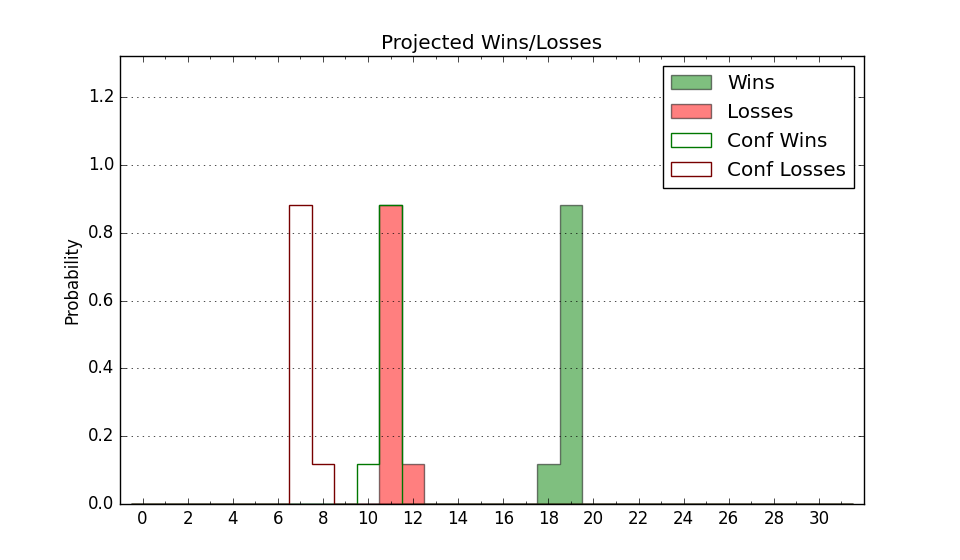 Projected Wins/Losses
Wins
Losses
Conf Wins
Conf Losses
Probability
1.2
1.0
0.8
0.6
0.4
0.2
0.0
0 2 4 6 8 10 12 14 16 18 20 22 24 26 28 30